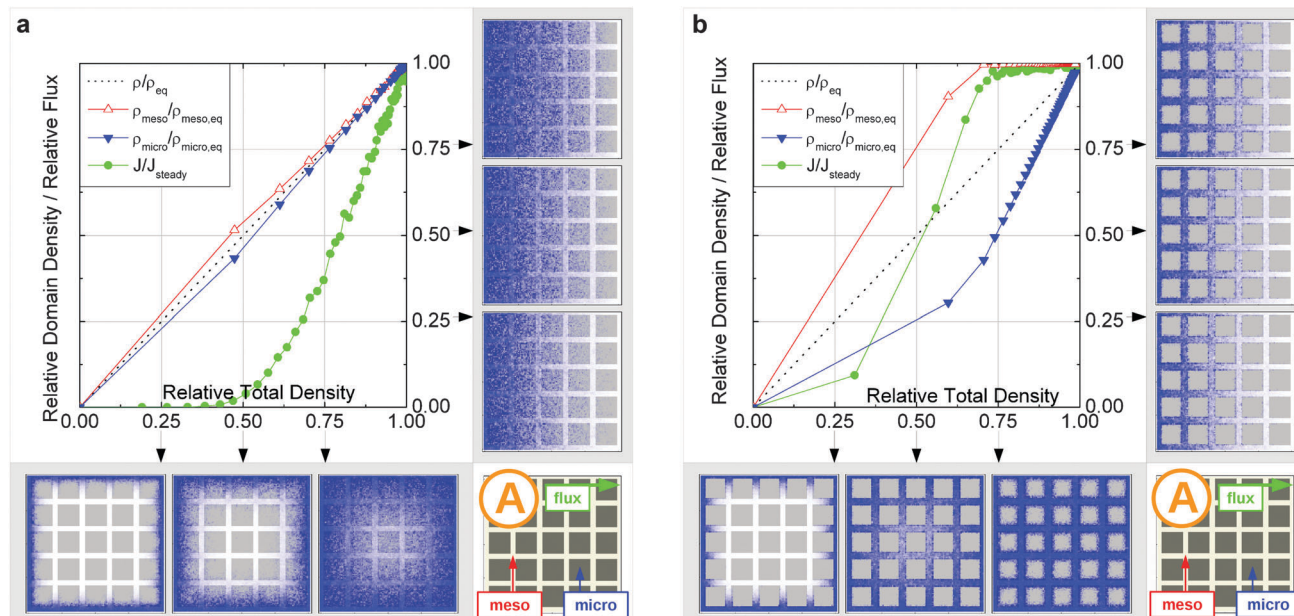 a
Relative Domain Density / Relative Flux
ρ/ρeq
ρmeso/ρmeso,eq
ρmicro/ρmicro,eq
J/Jsteady
1.00
0.75
0.50
0.25
0.00
Relative Total Density
0.00 0.25 0.50 0.75 1.00
A
flux
meso
micro
b
Relative Domain Density / Relative Flux
ρ/ρeq
ρmeso/ρmeso,eq
ρmicro/ρmicro,eq
J/Jsteady
1.00
0.75
0.50
0.25
0.00
Relative Total Density
0.00 0.25 0.50 0.75 1.00
A
flux
meso
micro